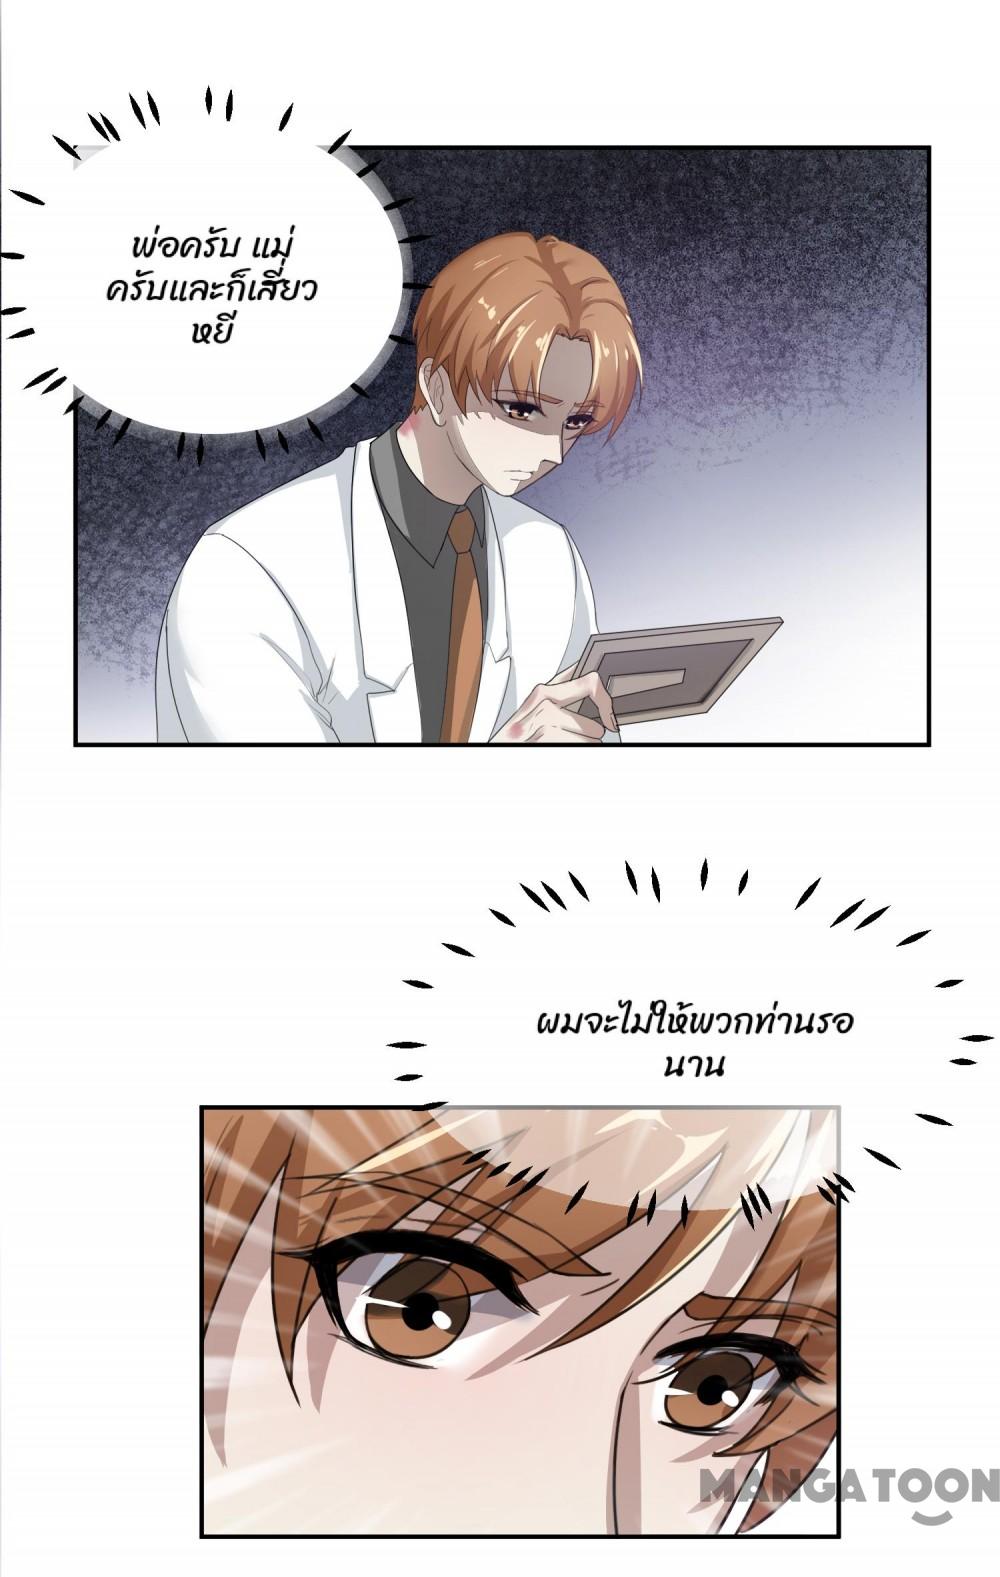 พ่อครับ แม่
ครับและก็เสี่ยว
หยี
ผมจะไม่ให้พวกท่านรอ
นาน
MANGATOON